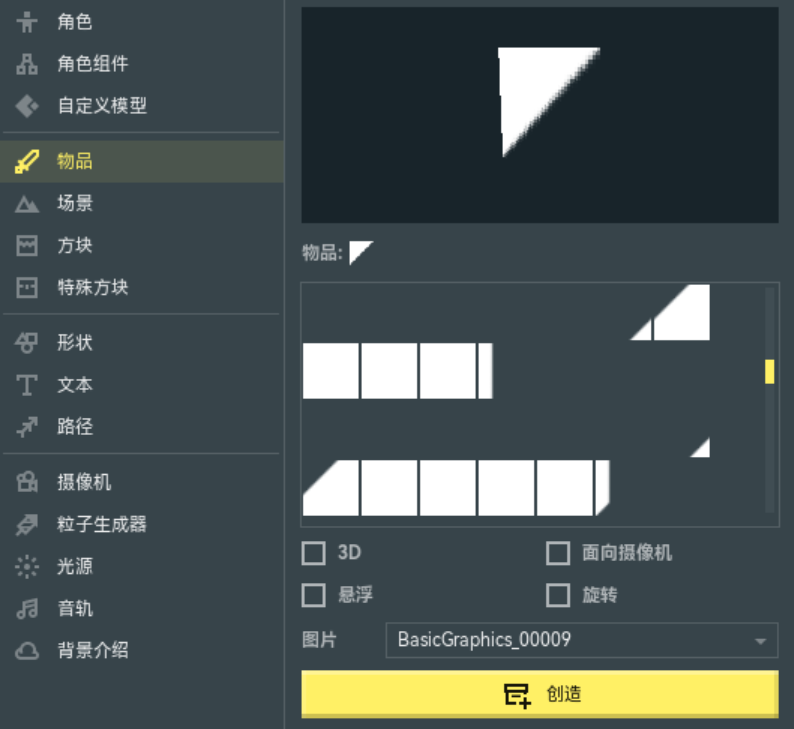 角色
角色组件
自定义模型
物品
场景
方块
特殊方块
形状
文本
路径
摄像机
粒子生成器
光源
音轨
背景介绍
物品:
3D
面向摄像机
悬浮
旋转
图片
BasicGraphics_00009
创造